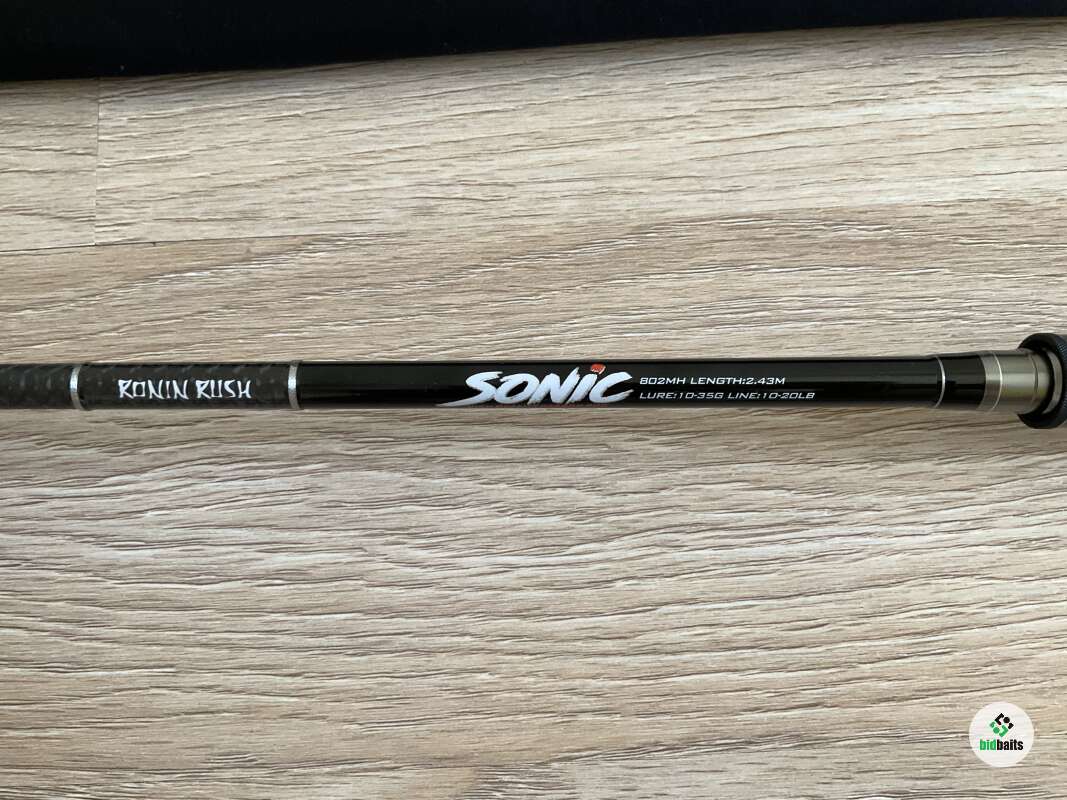 RONIN RUSH
SONIC
802MH LENGTH:2.43M
LURE:10-35G LINE:10-20LB
bidbaits